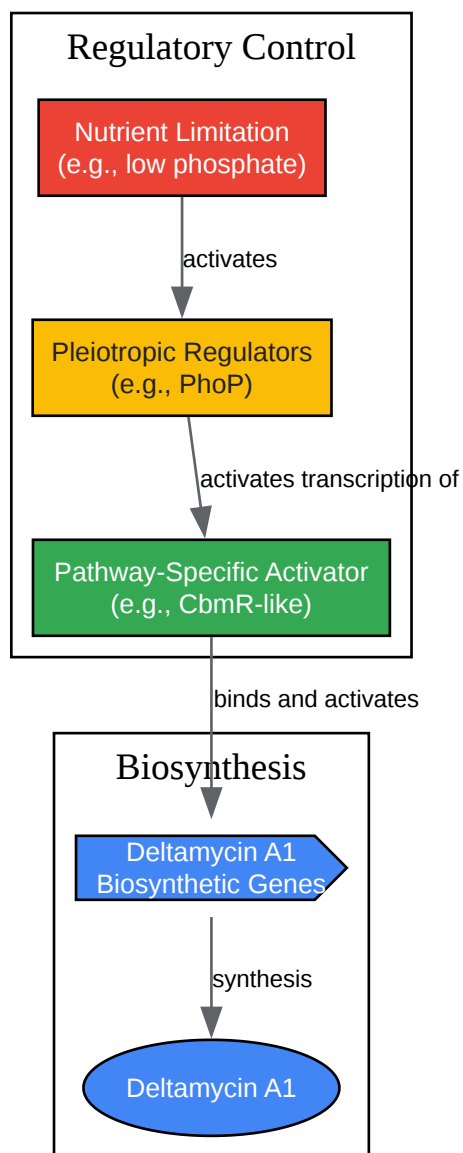 Regulatory Control
Nutrient Limitation
(e.g., low phosphate)
activates
Pleiotropic Regulators
(e.g., PhoP)
activates transcription of
Pathway-Specific Activator
(e.g., CbmR-like)
binds and activates
Biosynthesis
Deltamycin A1
Biosynthetic Genes
synthesis
Deltamycin A1